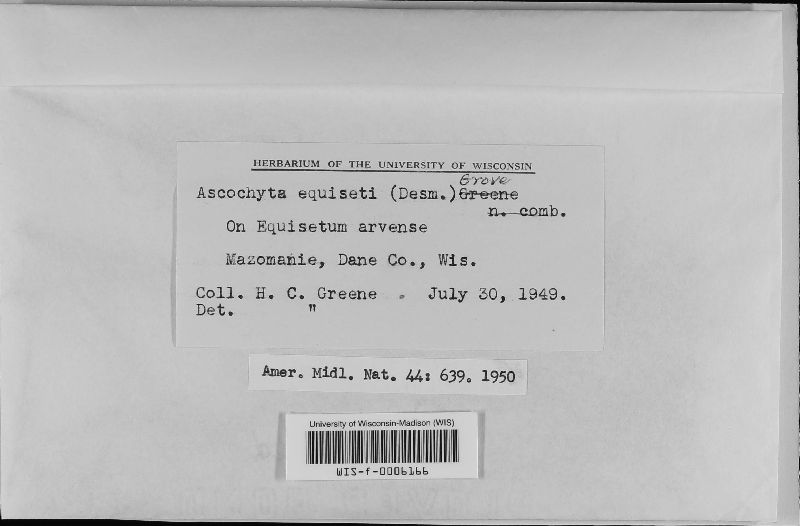 HERBARIUM OF THE UNIVERSITY OF WISCONSIN
Grove
Ascochyta equiseti (Desm.) Greene
n. comb.
On Equisetum arvense
Mazomanie, Dane Co., Wis.
Coll. H. C. Greene . July 30, 1949.
Det. "
Amer. Midl. Nat. 44: 639. 1950
University of Wisconsin-Madison (WIS)
WIS-f-0006166